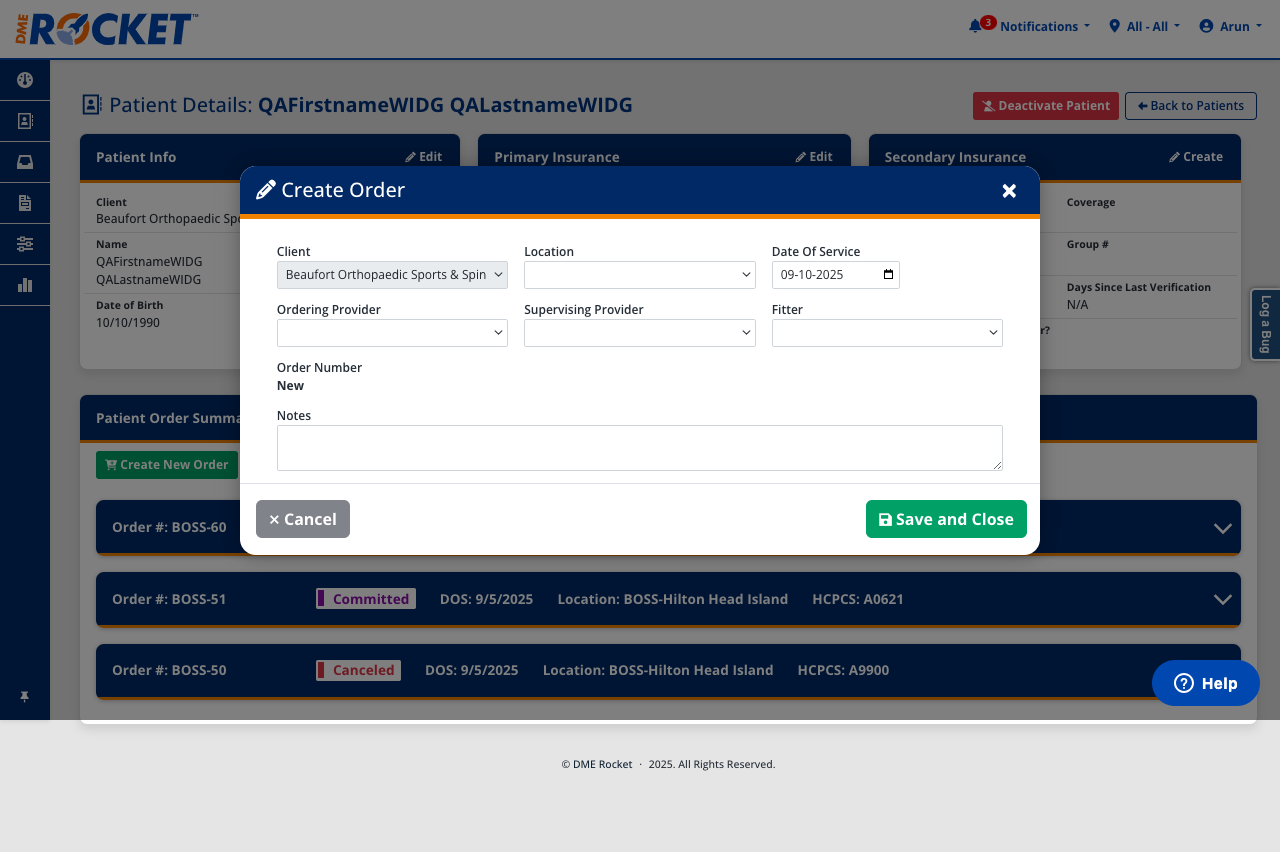 DME ROCKET™
3 Notifications
All - All
Arun
Patient Details: QAFirstnameWIDG QALastnameWIDG
Deactivate Patient
Back to Patients
Patient Info
Edit
Primary Insurance
Edit
Secondary Insurance
Create
Client
Beaufort Orthopaedic Spo
Name
QAFirstnameWIDG
QALastnameWIDG
Date of Birth
10/10/1990
Coverage
Group #
Days Since Last Verification
N/A
r?
Create Order
Client
Location
Date Of Service
Beaufort Orthopaedic Sports & Spin
09-10-2025
Ordering Provider
Supervising Provider
Fitter
Order Number
New
Notes
Cancel
Save and Close
Log a Bug
Patient Order Summa
Create New Order
Order #: BOSS-60
Order #: BOSS-51
Committed
DOS: 9/5/2025
Location: BOSS-Hilton Head Island
HCPCS: A0621
Order #: BOSS-50
Canceled
DOS: 9/5/2025
Location: BOSS-Hilton Head Island
HCPCS: A9900
Help
© DME Rocket · 2025. All Rights Reserved.